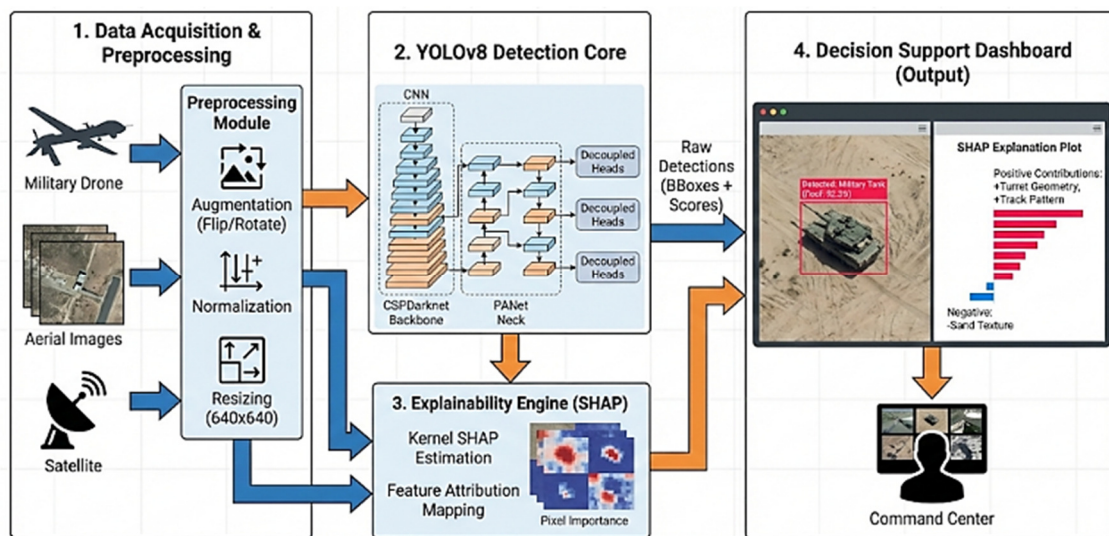 1. Data Acquisition &
Preprocessing
Military Drone
Aerial Images
Satellite
Preprocessing
Module
Augmentation
(Flip/Rotate)
Normalization
Resizing
(640x640)
2. YOLOv8 Detection Core
CNN
CSPDarknet
Backbone
PANet
Neck
Decoupled
Heads
Decoupled
Heads
Decoupled
Heads
3. Explainability Engine (SHAP)
Kernel SHAP
Estimation
Feature Attribution
Mapping
Pixel Importance
Raw
Detections
(BBoxes +
Scores)
4. Decision Support Dashboard
(Output)
Detected: Military Tank
SHAP Explanation Plot
Positive Contributions:
+Turret Geometry,
+Track Pattern
Negative:
-Sand Texture
Command Center